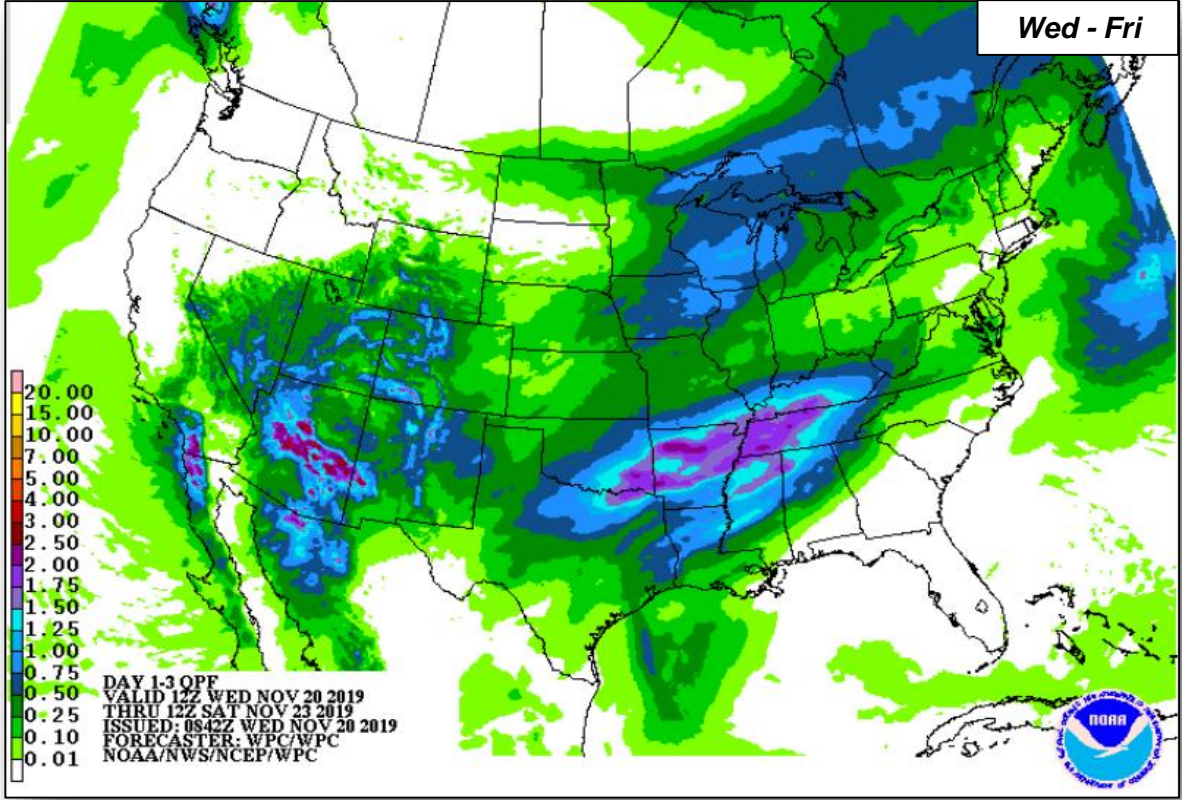 Wed - Fri
20.00
15.00
10.00
7.00
5.00
4.00
3.00
2.50
2.00
1.75
1.50
1.25
1.00
0.75
0.50
0.25
0.10
0.01
DAY 1-3 QPF
VALID 12Z WED NOV 20 2019
THRU 12Z SAT NOV 23 2019
ISSUED: 0842Z WED NOV 20 2019
FORECASTER: WPC/WPC
NOAA/NWS/NCEP/WPC
NOAA